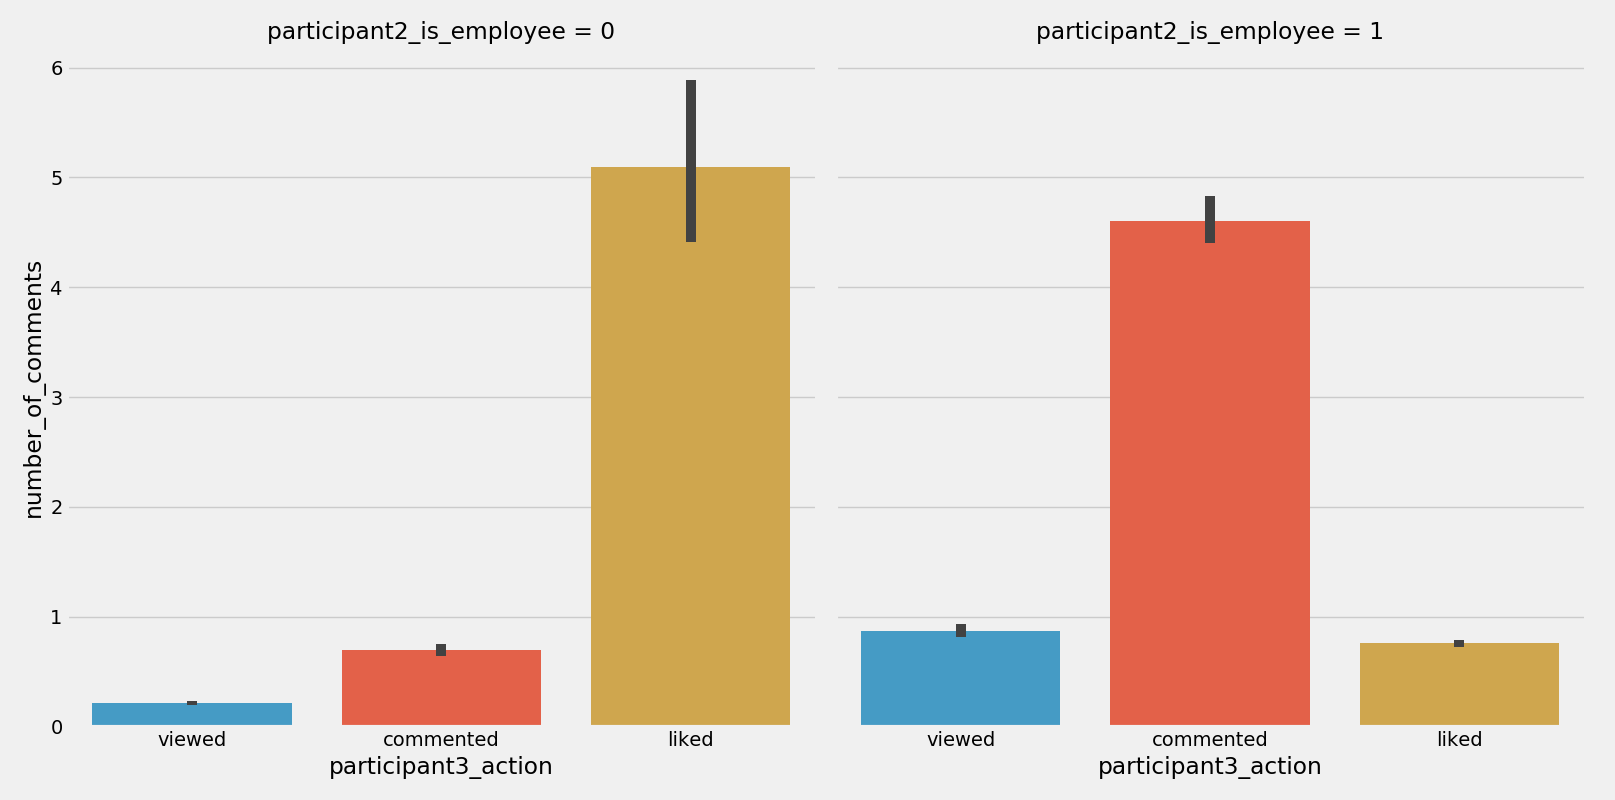 participant2_is_employee = 0
participant2_is_employee = 1
number_of_comments
6
5
4
3
2
1
0
viewed
commented
liked
viewed
commented
liked
participant3_action
participant3_action